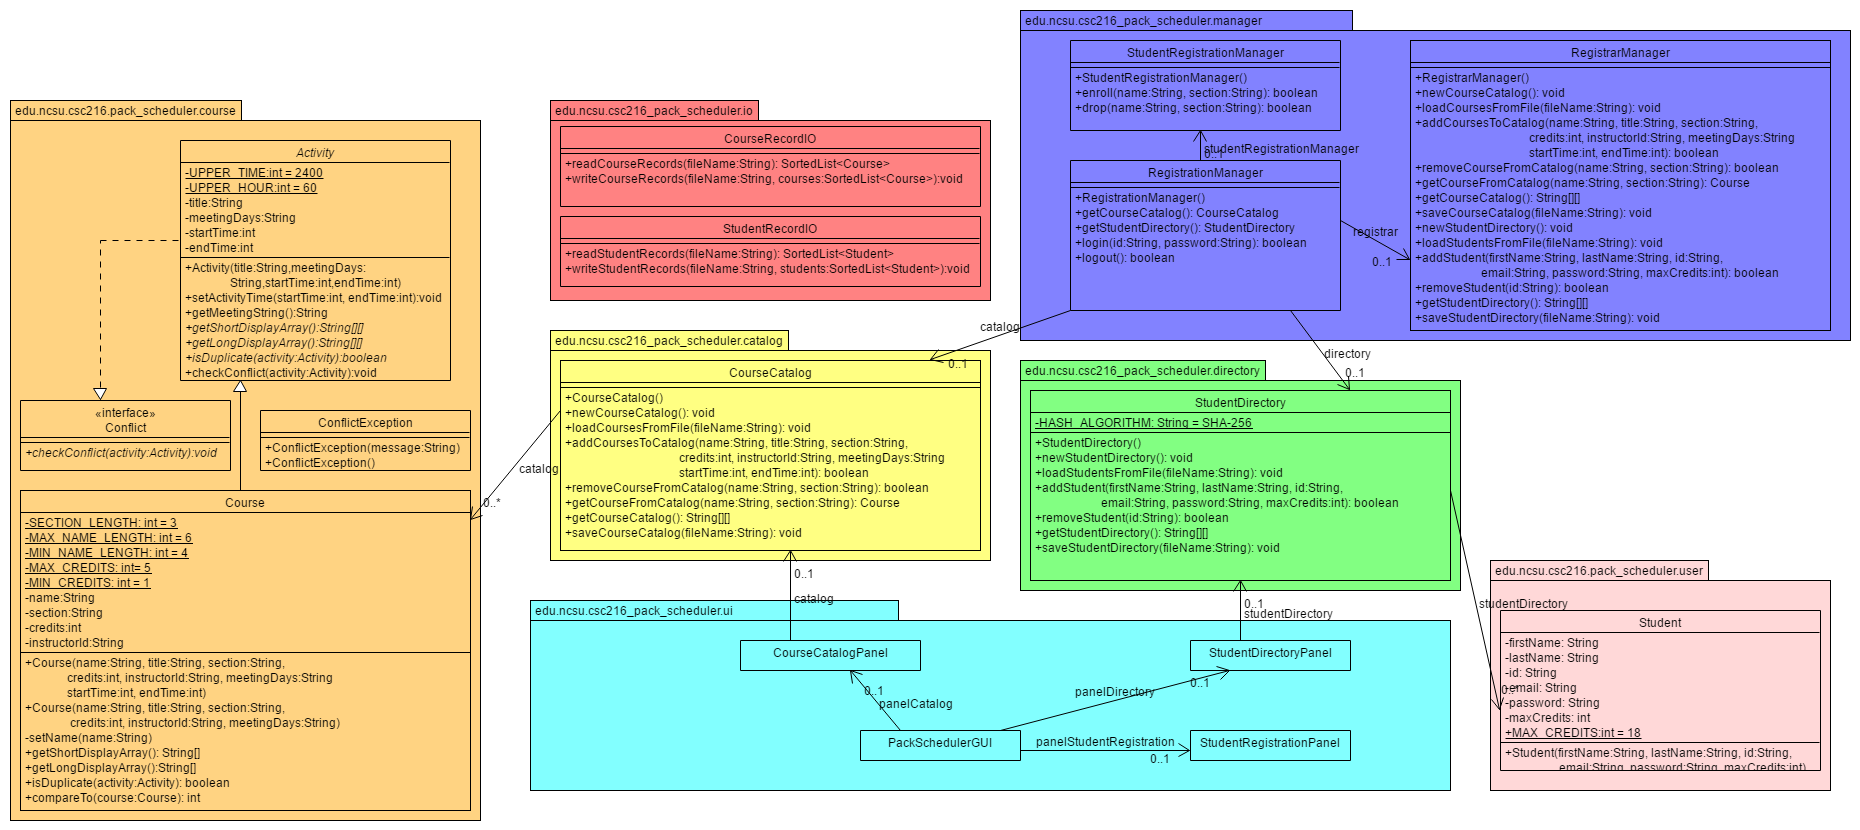 edu.ncsu.csc216.pack_scheduler.course
Activity
-UPPER_TIME:int = 2400
-UPPER_HOUR:int = 60
-title:String
-meetingDays:String
-startTime:int
-endTime:int
+Activity(title:String,meetingDays:
String,startTime:int,endTime:int)
+setActivityTime(startTime:int, endTime:int):void
+getMeetingString():String
+getShortDisplayArray():String[][]
+getLongDisplayArray():String[][]
+isDuplicate(activity:Activity):boolean
+checkConflict(activity:Activity):void
«interface»
Conflict
+checkConflict(activity:Activity):void
ConflictException
+ConflictException(message:String)
+ConflictException()
Course
-SECTION_LENGTH: int = 3
-MAX_NAME_LENGTH: int = 6
-MIN_NAME_LENGTH: int = 4
-MAX_CREDITS: int= 5
-MIN_CREDITS: int = 1
-name:String
-section:String
-credits:int
-instructorId:String
+Course(name:String, title:String, section:String,
credits:int, instructorId:String, meetingDays:String
startTime:int, endTime:int)
+Course(name:String, title:String, section:String,
credits:int, instructorId:String, meetingDays:String)
-setName(name:String)
+getShortDisplayArray(): String[]
+getLongDisplayArray():String[]
+isDuplicate(activity:Activity): boolean
+compareTo(course:Course): int
edu.ncsu.csc216_pack_scheduler.io
CourseRecordIO
+readCourseRecords(fileName:String): SortedList<Course>
+writeCourseRecords(fileName:String, courses:SortedList<Course>):void
StudentRecordIO
+readStudentRecords(fileName:String): SortedList<Student>
+writeStudentRecords(fileName:String, students:SortedList<Student>):void
edu.ncsu.csc216_pack_scheduler.catalog
CourseCatalog
+CourseCatalog()
+newCourseCatalog(): void
+loadCoursesFromFile(fileName:String): void
+addCoursesToCatalog(name:String, title:String, section:String,
credits:int, instructorId:String, meetingDays:String
startTime:int, endTime:int): boolean
+removeCourseFromCatalog(name:String, section:String): boolean
+getCourseFromCatalog(name:String, section:String): Course
+getCourseCatalog(): String[][]
+saveCourseCatalog(fileName:String): void
catalog
0..*
catalog
0..1
edu.ncsu.csc216_pack_scheduler.manager
StudentRegistrationManager
+StudentRegistrationManager()
+enroll(name:String, section:String): boolean
+drop(name:String, section:String): boolean
studentRegistrationManager
0..1
RegistrationManager
+RegistrationManager()
+getCourseCatalog(): CourseCatalog
+getStudentDirectory(): StudentDirectory
+login(id:String, password:String): boolean
+logout(): boolean
registrar
0..1
RegistrarManager
+RegistrarManager()
+newCourseCatalog(): void
+loadCoursesFromFile(fileName:String): void
+addCoursesToCatalog(name:String, title:String, section:String,
credits:int, instructorId:String, meetingDays:String
startTime:int, endTime:int): boolean
+removeCourseFromCatalog(name:String, section:String): boolean
+getCourseFromCatalog(name:String, section:String): Course
+getCourseCatalog(): String[][]
+saveCourseCatalog(fileName:String): void
+newStudentDirectory(): void
+loadStudentsFromFile(fileName:String): void
+addStudent(firstName:String, lastName:String, id:String,
email:String, password:String, maxCredits:int): boolean
+removeStudent(id:String): boolean
+getStudentDirectory(): String[][]
+saveStudentDirectory(fileName:String): void
directory
0..1
edu.ncsu.csc216_pack_scheduler.directory
StudentDirectory
-HASH_ALGORITHM: String = SHA-256
+StudentDirectory()
+newStudentDirectory(): void
+loadStudentsFromFile(fileName:String): void
+addStudent(firstName:String, lastName:String, id:String,
email:String, password:String, maxCredits:int): boolean
+removeStudent(id:String): boolean
+getStudentDirectory(): String[][]
+saveStudentDirectory(fileName:String): void
edu.ncsu.csc216_pack_scheduler.ui
0..1
catalog
0..1
studentDirectory
CourseCatalogPanel
StudentDirectoryPanel
0..1
panelCatalog
panelDirectory
0..1
PackSchedulerGUI
panelStudentRegistration
0..1
StudentRegistrationPanel
edu.ncsu.csc216.pack_scheduler.user
studentDirectory
0..*
Student
-firstName: String
-lastName: String
-id: String
-email: String
-password: String
-maxCredits: int
+MAX_CREDITS:int = 18
+Student(firstName:String, lastName:String, id:String,
email:String, password:String, maxCredits:int)